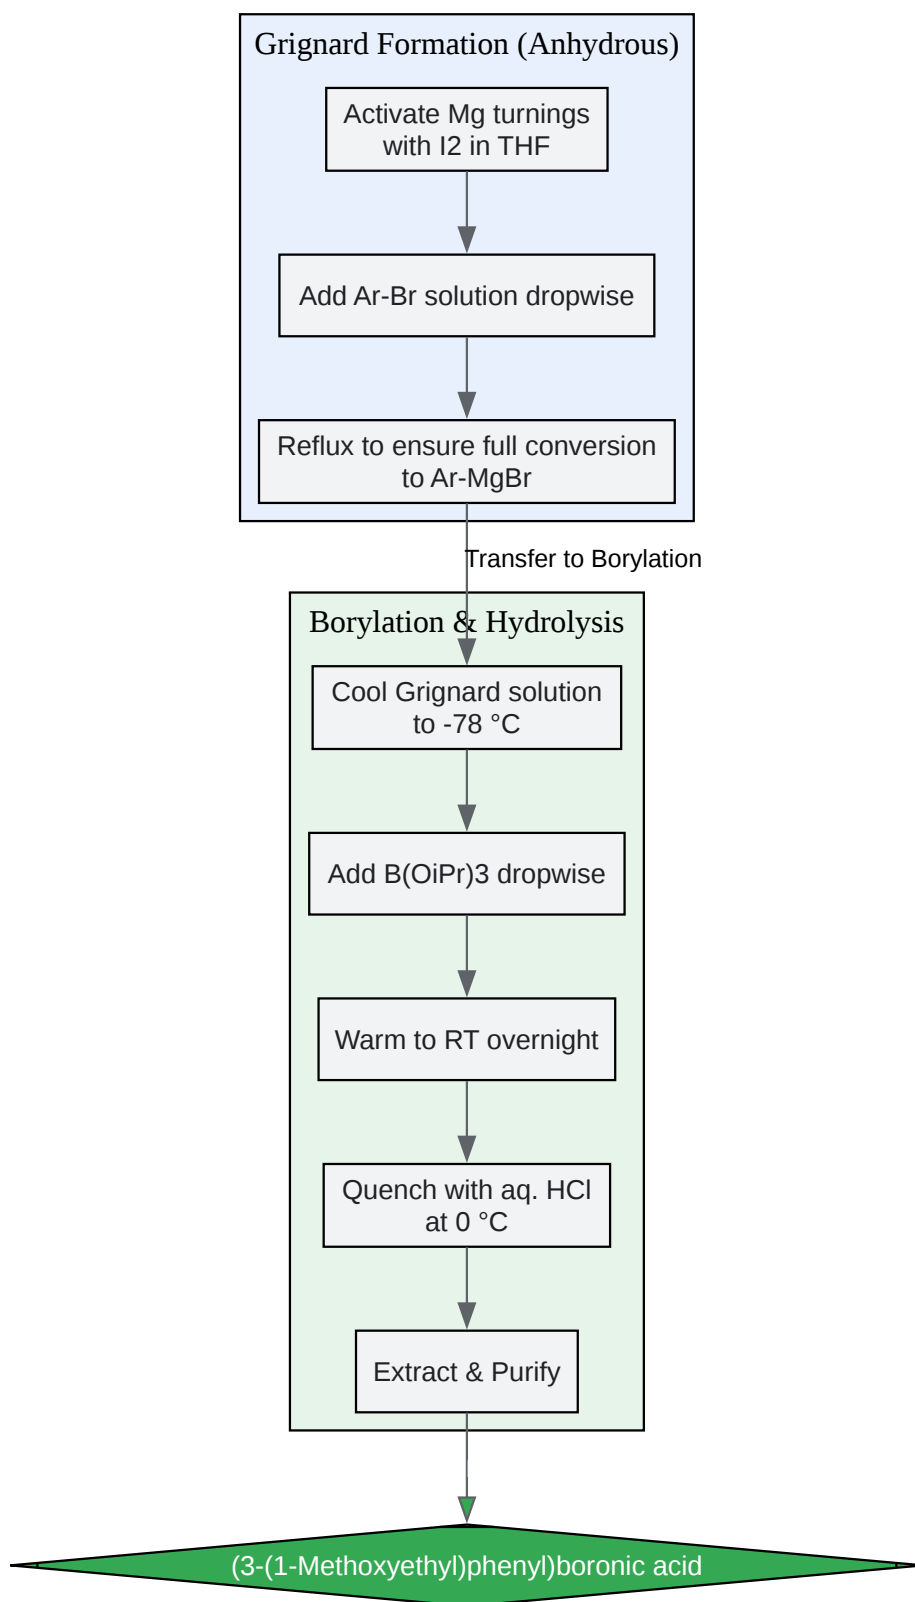 Grignard Formation (Anhydrous)
Activate Mg turnings
with I2 in THF
Add Ar-Br solution dropwise
Reflux to ensure full conversion
to Ar-MgBr
Transfer to Borylation
Borylation & Hydrolysis
Cool Grignard solution
to -78 °C
Add B(OiPr)3 dropwise
Warm to RT overnight
Quench with aq. HCl
at 0 °C
Extract & Purify
(3-(1-Methoxyethyl)phenyl)boronic acid